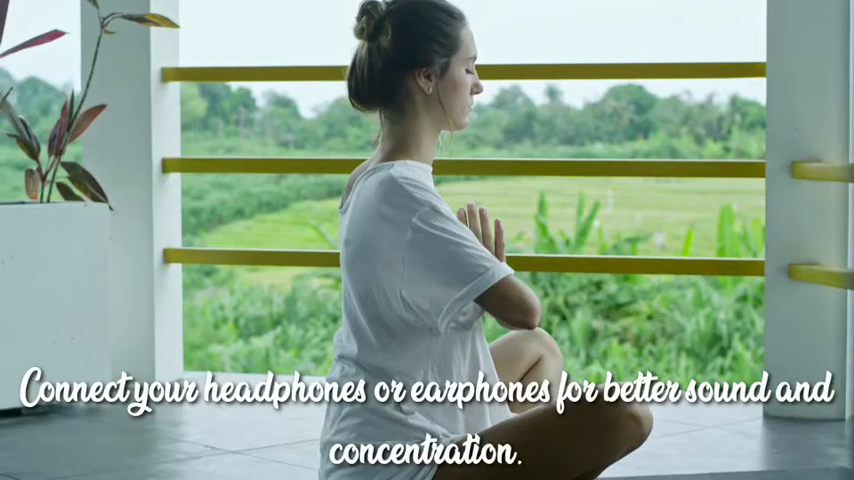 Connect your headphones or earphones for better sound and
concentration.